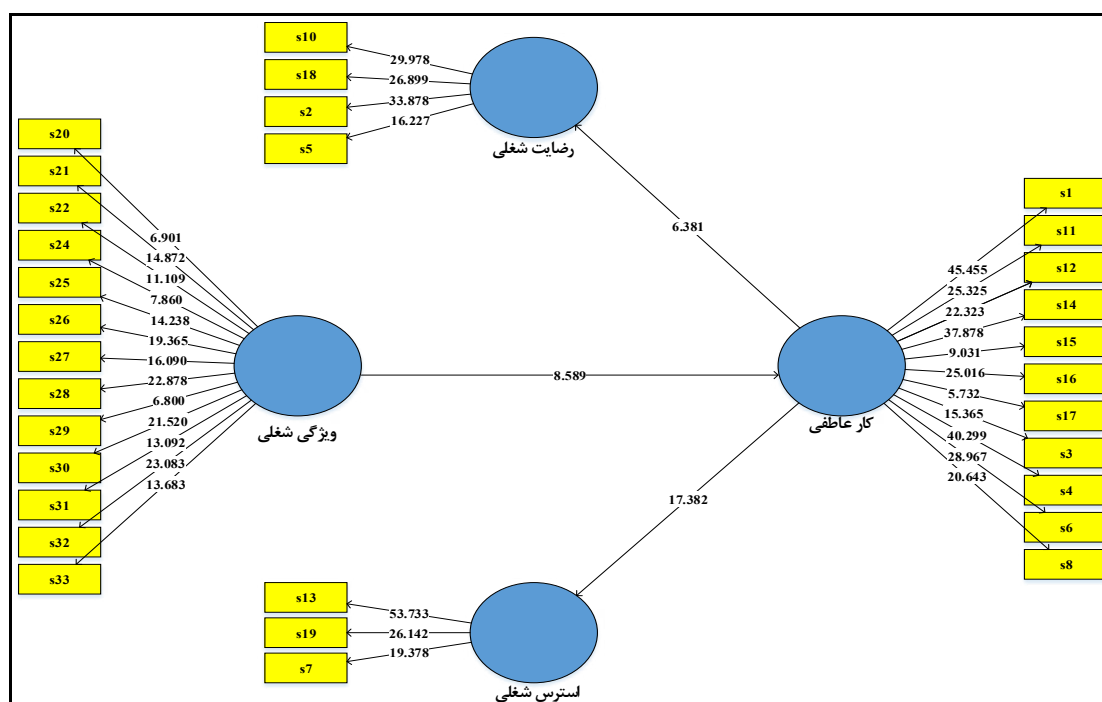 s10
s18
s2
s5
29.978
26.899
33.878
16.227
رضایت شغلی
s20
s21
s22
s24
s25
s26
s27
s28
s29
s30
s31
s32
s33
6.901
14.872
11.109
7.860
14.238
19.365
16.090
22.878
6.800
21.520
13.092
23.083
13.683
ویژگی شغلی
8.589
6.381
17.382
کار عاطفی
45.455
25.325
22.323
37.878
9.031
25.016
5.732
15.365
40.299
28.967
20.643
s1
s11
s12
s14
s15
s16
s17
s3
s4
s6
s8
s13
s19
s7
53.733
26.142
19.378
استرس شغلی